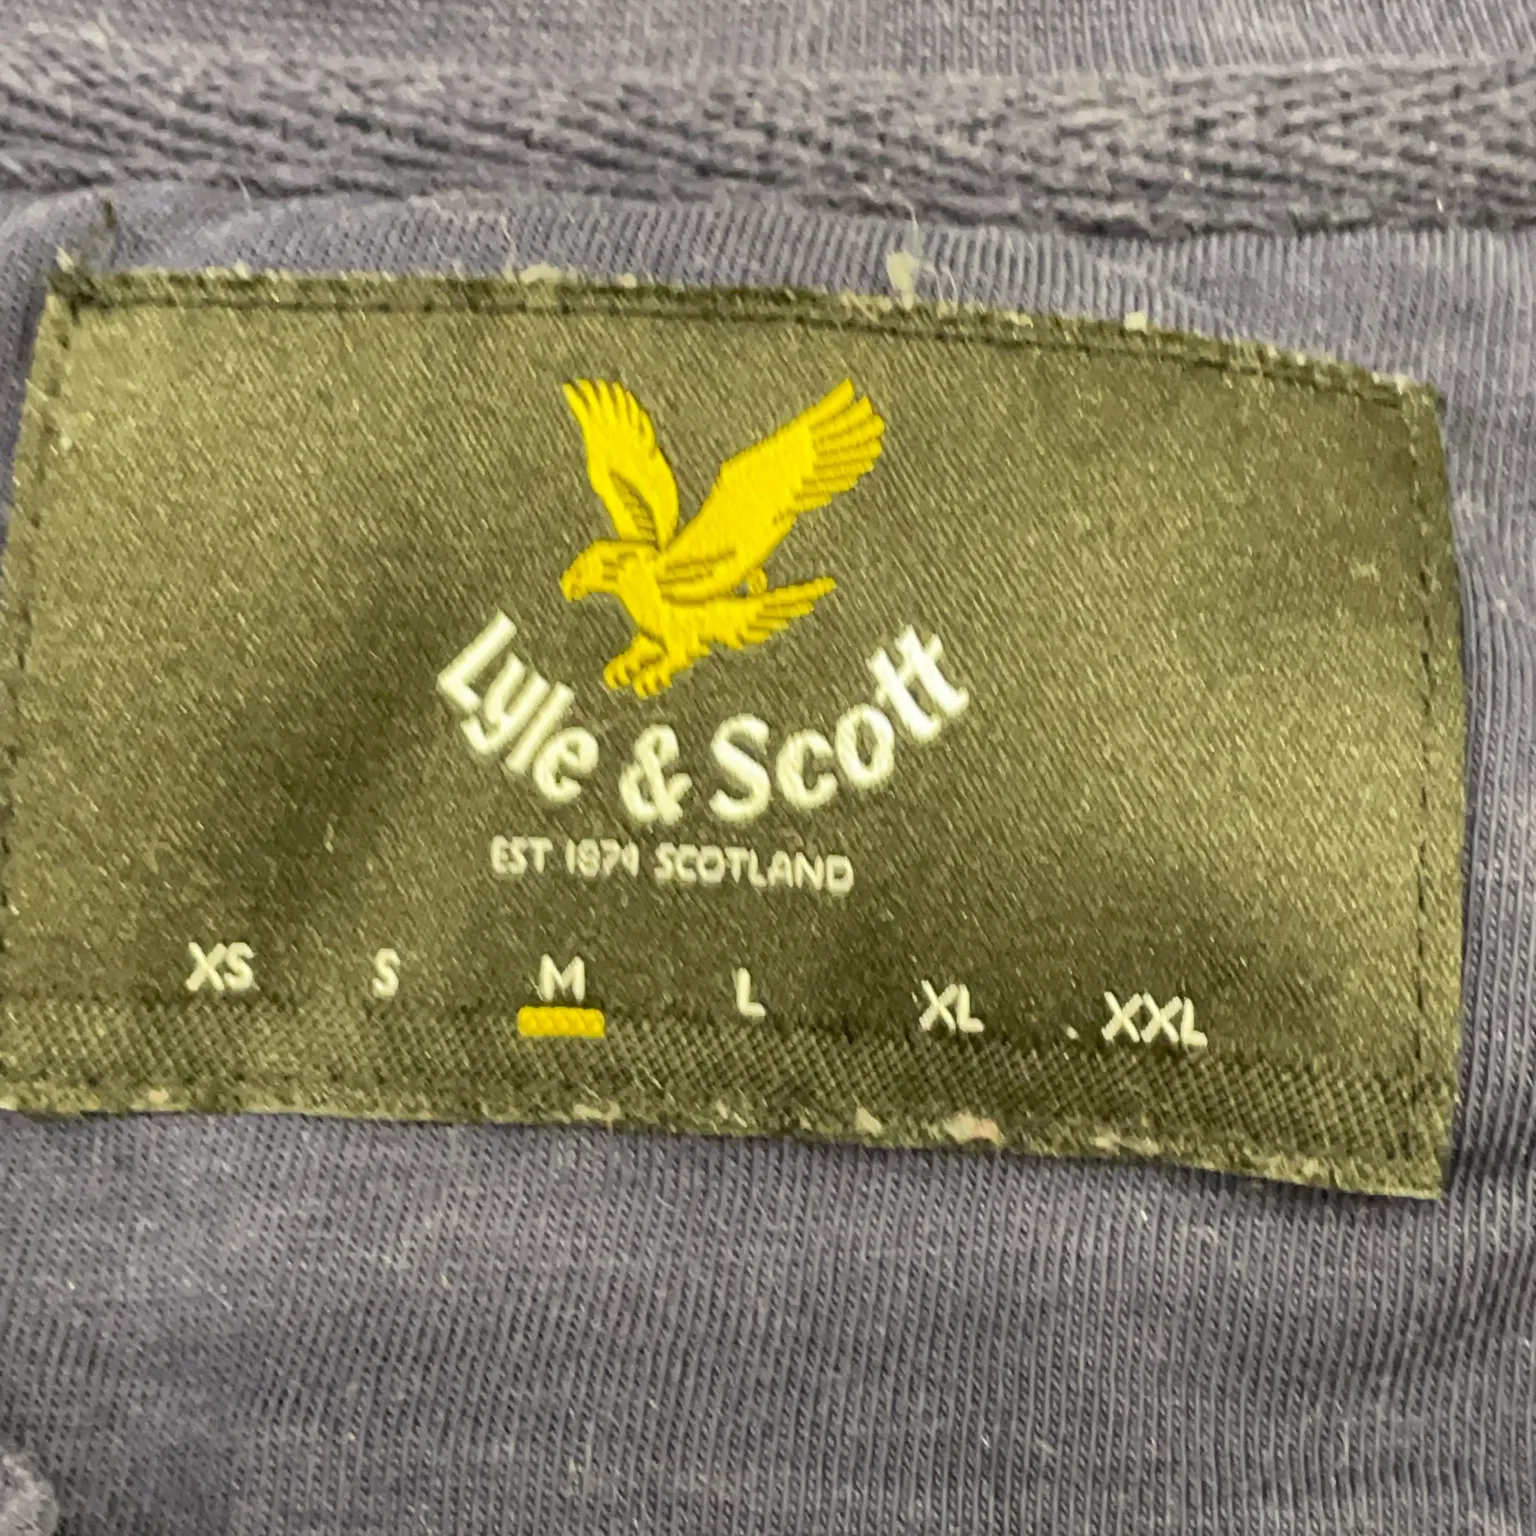 Lyle & Scott
EST 1874 SCOTLAND
XS S M L XL XXL